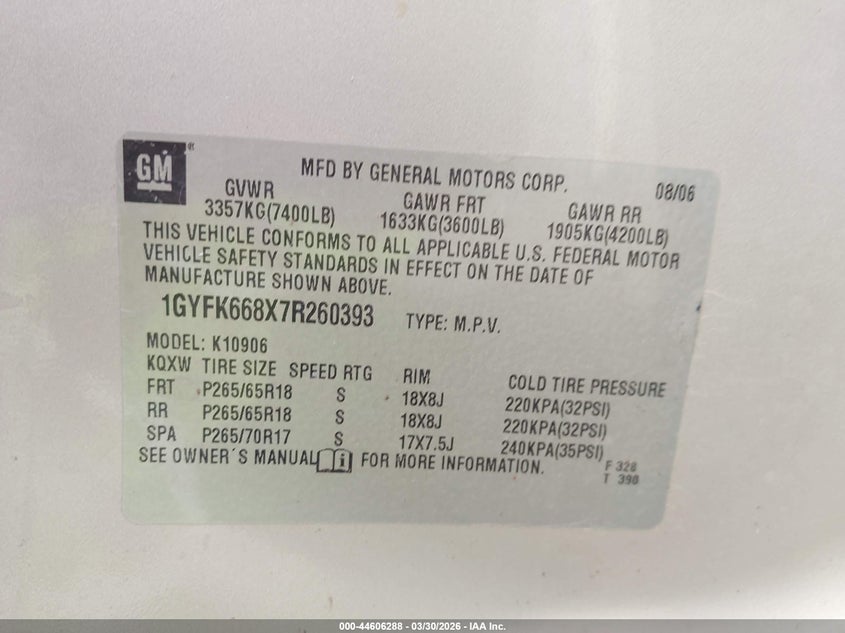 GM®
MFD BY GENERAL MOTORS CORP. 08/06
GVWR GAWR FRT GAWR RR
3357KG(7400LB) 1633KG(3600LB) 1905KG(4200LB)
THIS VEHICLE CONFORMS TO ALL APPLICABLE U.S. FEDERAL MOTOR
VEHICLE SAFETY STANDARDS IN EFFECT ON THE DATE OF
MANUFACTURE SHOWN ABOVE.
1GYFK668X7R260393 TYPE: M.P.V.
MODEL: K10906
KQXW TIRE SIZE SPEED RTG RIM COLD TIRE PRESSURE
FRT P265/65R18 S 18X8J 220KPA(32PSI)
RR P265/65R18 S 18X8J 220KPA(32PSI)
SPA P265/70R17 S 17X7.5J 240KPA(35PSI)
SEE OWNER'S MANUAL i FOR MORE INFORMATION.
F 328
T 398
000-44606288 - 03/30/2026 - IAA Inc.